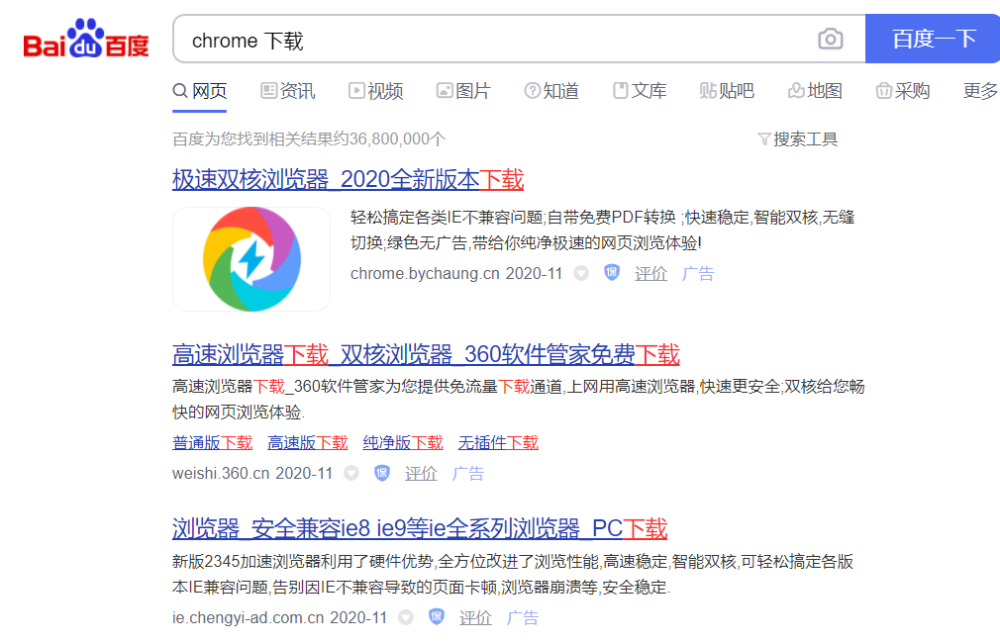 Bai du 百度 chrome 下载 百度一下
网页 资讯 视频 图片 知道 文库 贴 贴吧 地图 采购 更多
百度为您找到相关结果约36,800,000个 搜索工具
极速双核浏览器_2020全新版本下载
轻松搞定各类IE不兼容问题;自带免费PDF转换 ;快速稳定,智能双核,无缝
切换;绿色无广告,带给你纯净极速的网页浏览体验!
chrome.bychaung.cn 2020-11 保 评价 广告
高速浏览器下载_双核浏览器_360软件管家免费下载
高速浏览器下载_360软件管家为您提供免流量下载通道,上网用高速浏览器,快速更安全;双核给您畅
快的网页浏览体验.
普通版下载 高速版下载 纯净版下载 无插件下载
weishi.360.cn 2020-11 保 评价 广告
浏览器_安全兼容ie8 ie9等ie全系列浏览器_PC下载
新版2345加速浏览器利用了硬件优势,全方位改进了浏览性能,高速稳定,智能双核,可轻松搞定各版
本IE兼容问题,告别因IE不兼容导致的页面卡顿,浏览器崩溃等,安全稳定.
ie.chengyi-ad.com.cn 2020-11 保 评价 广告